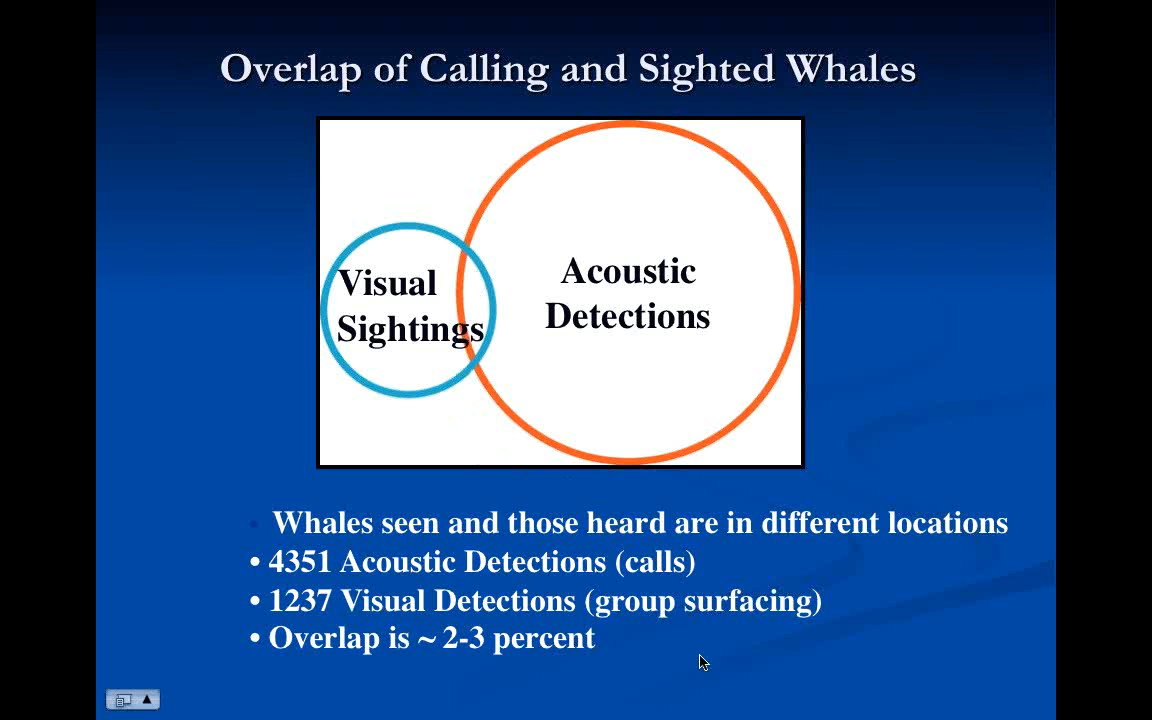 Overlap of Calling and Sighted Whales
Visual
Sightings
Acoustic
Detections
• Whales seen and those heard are in different locations
• 4351 Acoustic Detections (calls)
• 1237 Visual Detections (group surfacing)
• Overlap is ~ 2-3 percent